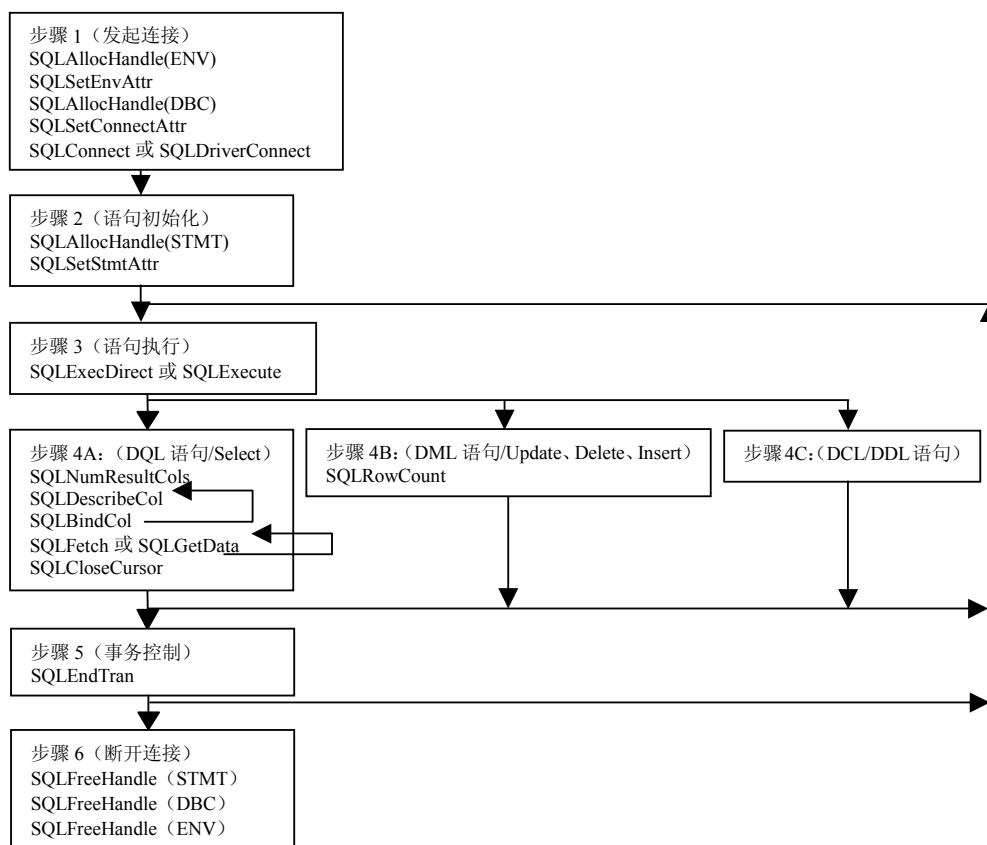 步骤 1（发起连接）
SQLAllocHandle(ENV)
SQLSetEnvAttr
SQLAllocHandle(DBC)
SQLSetConnectAttr
SQLConnect 或 SQLDriverConnect
步骤 2（语句初始化）
SQLAllocHandle(STMT)
SQLSetStmtAttr
步骤 3（语句执行）
SQLExecDirect 或 SQLExecute
步骤 4A：（DQL 语句/Select）
SQLNumResultCols
SQLDescribeCol
SQLBindCol
SQLFetch 或 SQLGetData
SQLCloseCursor
步骤 4B：（DML 语句/Update、Delete、Insert）
SQLRowCount
步骤 4C：（DCL/DDL 语句）
步骤 5（事务控制）
SQLEndTran
步骤 6（断开连接）
SQLFreeHandle（STMT）
SQLFreeHandle（DBC）
SQLFreeHandle（ENV）